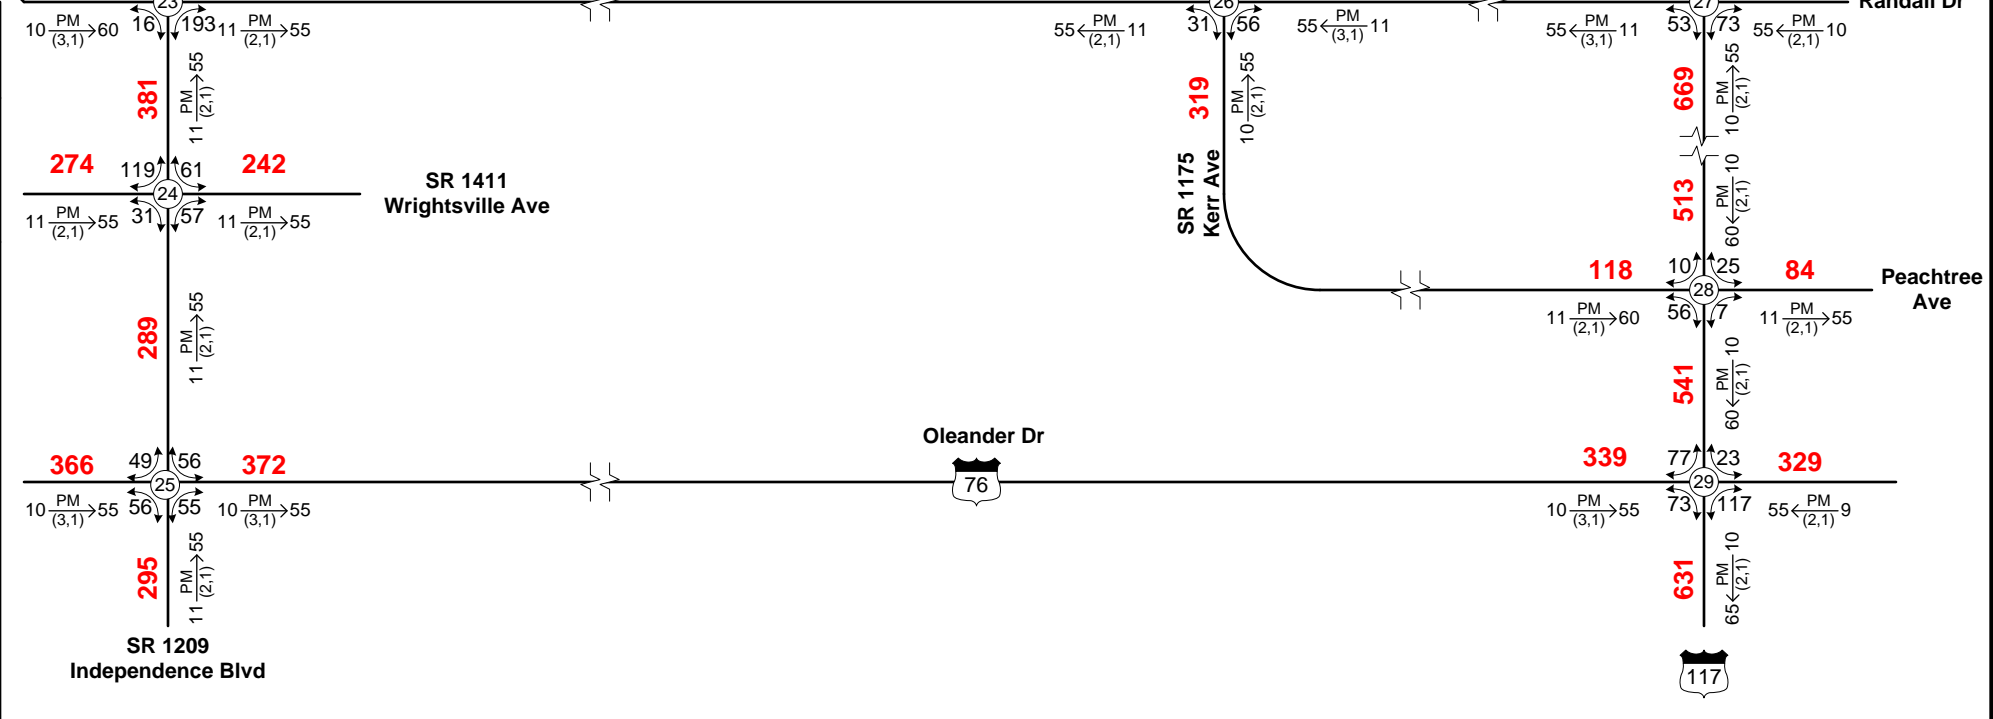 23
26
27
Randall Dr
10 PM 60
(3,1)
16
193
11 PM 55
(2,1)
55 PM 11
(2,1)
31
56
55 PM 11
(3,1)
55 PM 11
(3,1)
53
73
55 PM 10
(2,1)
381
11 PM 55
(2,1)
319
10 PM 55
(2,1)
669
10 PM 55
(2,1)
274
119
61
242
24
SR 1411
Wrightsville Ave
11 PM 55
(2,1)
31
57
11 PM 55
(2,1)
SR 1175
Kerr Ave
513
60 PM 10
(2,1)
118
10
25
84
28
Peachtree
Ave
11 PM 60
(2,1)
56
7
11 PM 55
(2,1)
289
11 PM 55
(2,1)
541
60 PM 10
(2,1)
Oleander Dr
76
366
49
56
372
25
10 PM 55
(3,1)
56
55
10 PM 55
(3,1)
339
77
23
329
29
10 PM 55
(3,1)
73
117
55 PM 9
(2,1)
295
11 PM 55
(2,1)
631
65 PM 10
(2,1)
SR 1209
Independence Blvd
117